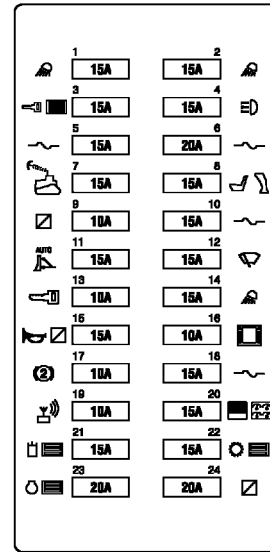 1 2
15A 15A
3 4
15A 15A
5 6
15A 20A
7 8
15A 15A
9 10
10A 15A
11 12
AUTO 15A 15A
13 14
10A 15A
15 16
15A 10A
17 18
2 10A 15A
19 20
10A 15A
21 22
15A 15A
23 24
20A 20A